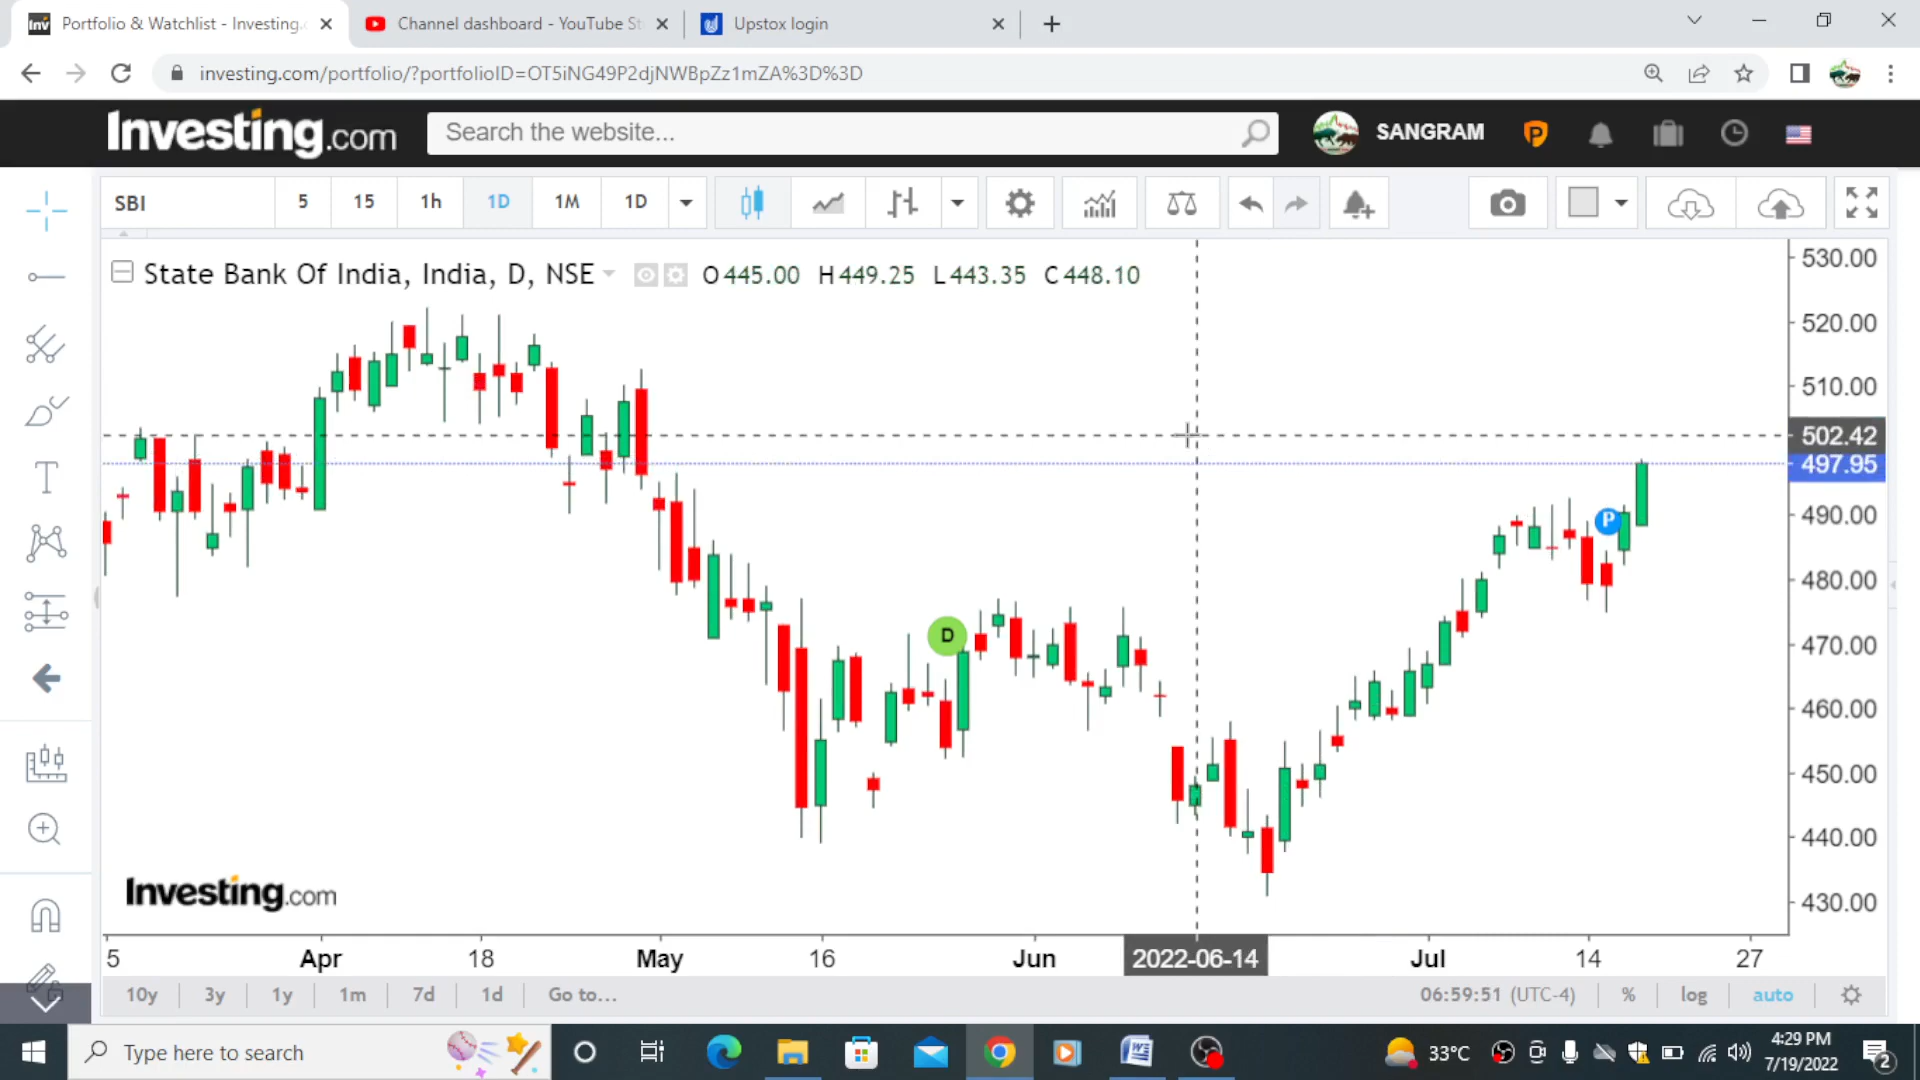 Portfolio & Watchlist - Investing.c
Channel dashboard - YouTube St
Upstox login
investing.com/portfolio/?portfolioID=OT5iNG49P2djNWBpZz1mZA%3D%3D
Investing.com
Search the website...
SANGRAM
SBI
5
15
1h
1D
1M
1D
State Bank Of India, India, D, NSE
O 445.00 H 449.25 L 443.35 C 448.10
530.00
520.00
510.00
502.42
497.95
490.00
480.00
470.00
460.00
450.00
440.00
430.00
P
D
Investing.com
5
Apr
18
May
16
Jun
2022-06-14
Jul
14
27
10y
3y
1y
1m
7d
1d
Go to...
06:59:51 (UTC-4)
%
log
auto
Type here to search
33°C
4:29 PM
7/19/2022
2